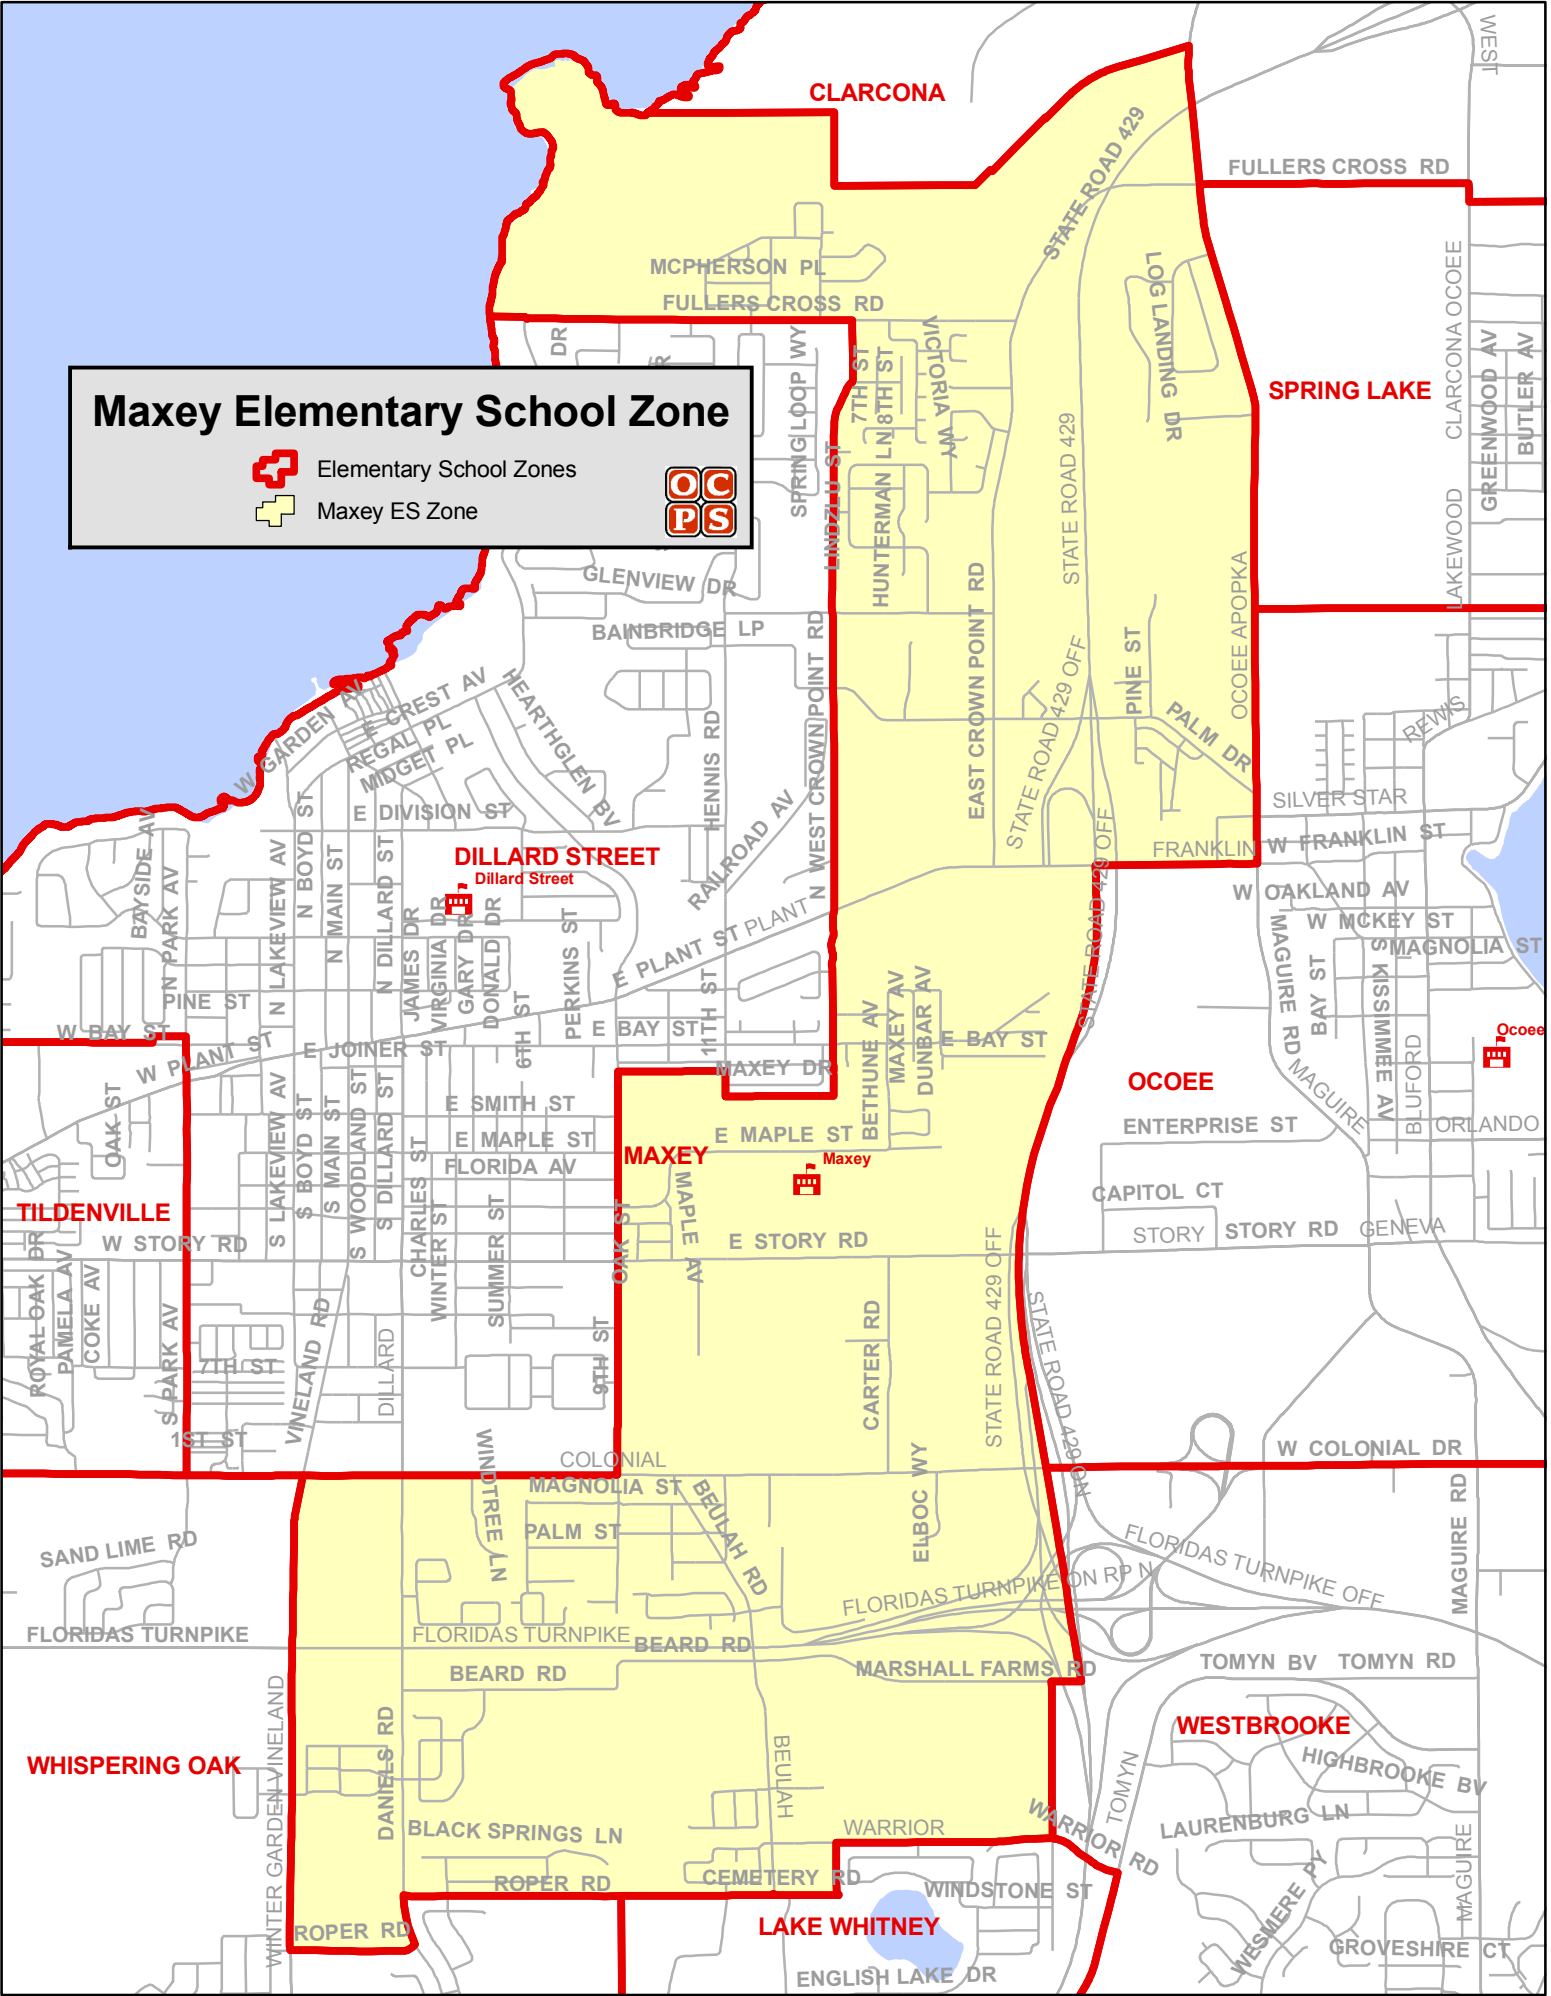 WEST
CLARCONA
STATE ROAD 429
FULLERS CROSS RD
MCPHERSON PL
FULLERS CROSS RD
LOG LANDING DR
CLARCONA OCOEE
DR
SPRING LOOP WY
7TH ST
8TH ST
VICTORIA WY
GREENWOOD AV
BUTLER AV
Maxey Elementary School Zone
Elementary School Zones
Maxey ES Zone
O C
P S
SPRING LAKE
CLARCONA
LINDZLU ST
HUNTERMAN LN
STATE ROAD 429
LAKEWOOD
GLENVIEW DR
BAINBRIDGE LP
EAST CROWN POINT RD
OCOEE APOPKA
N WEST CROWN POINT RD
STATE ROAD 429 OFF
PINE ST
PALM DR
REWIS
W GARDEN AV
E CREST AV
REGAL PL
MIDGET PL
HEARTHGLEN BV
HENNIS RD
SILVER STAR
E DIVISION ST
RAILROAD AV
STATE ROAD 429 OFF
STATE ROAD 429 OFF
FRANKLIN
W FRANKLIN ST
BAYSIDE AV
N PARK AV
N LAKEVIEW AV
N BOYD ST
N MAIN ST
N DILLARD ST
DILLARD STREET
Dillard Street
JAMES DR
VIRGINIA DR
GARY DR
DONALD DR
PERKINS ST
E PLANT ST
PLANT
W OAKLAND AV
W MCKEY ST
MAGNOLIA ST
MAGUIRE RD
BAY ST
S KISSIMMEE AV
PINE ST
6TH ST
11TH ST
BETHUNE AV
MAXEY AV
DUNBAR AV
W BAY ST
W PLANT ST
E JOINER ST
E BAY ST
E BAY ST
Ocoee
MAXEY DR
OCOEE
MAGUIRE
BLUFORD
OAK ST
S LAKEVIEW AV
S BOYD ST
S MAIN ST
S WOODLAND ST
S DILLARD ST
E SMITH ST
E MAPLE ST
E MAPLE ST
ENTERPRISE ST
ORLANDO
FLORIDA AV
MAXEY
Maxey
CHARLES ST
WINTER ST
SUMMER ST
OAK ST
MAPLE AV
CAPITOL CT
TILDENVILLE
W STORY RD
E STORY RD
STORY
STORY RD
GENEVA
ROYAL OAK DR
PAMELA AV
COKE AV
S PARK AV
7TH ST
1ST ST
VINELAND RD
DILLARD
9TH ST
CARTER RD
STATE ROAD 429 OFF
STATE ROAD 429 ON
COLONIAL
W COLONIAL DR
WINDTREE LN
MAGNOLIA ST
PALM ST
BEULAH RD
ELBOC WY
MAGUIRE RD
SAND LIME RD
FLORIDAS TURNPIKE ON RP N
FLORIDAS TURNPIKE OFF
FLORIDAS TURNPIKE
FLORIDAS TURNPIKE
BEARD RD
BEARD RD
MARSHALL FARMS RD
TOMYN BV
TOMYN RD
WINTER GARDEN VINELAND
DANIELS RD
BEULAH
WESTBROOKE
WHISPERING OAK
HIGHBROOKE BV
TOMYN
BLACK SPRINGS LN
WARRIOR
WARRIOR RD
LAURENBURG LN
MAGUIRE
ROPER RD
CEMETERY RD
WINDSTONE ST
WESMERE PY
ROPER RD
LAKE WHITNEY
GROVESHIRE CT
ENGLISH LAKE DR